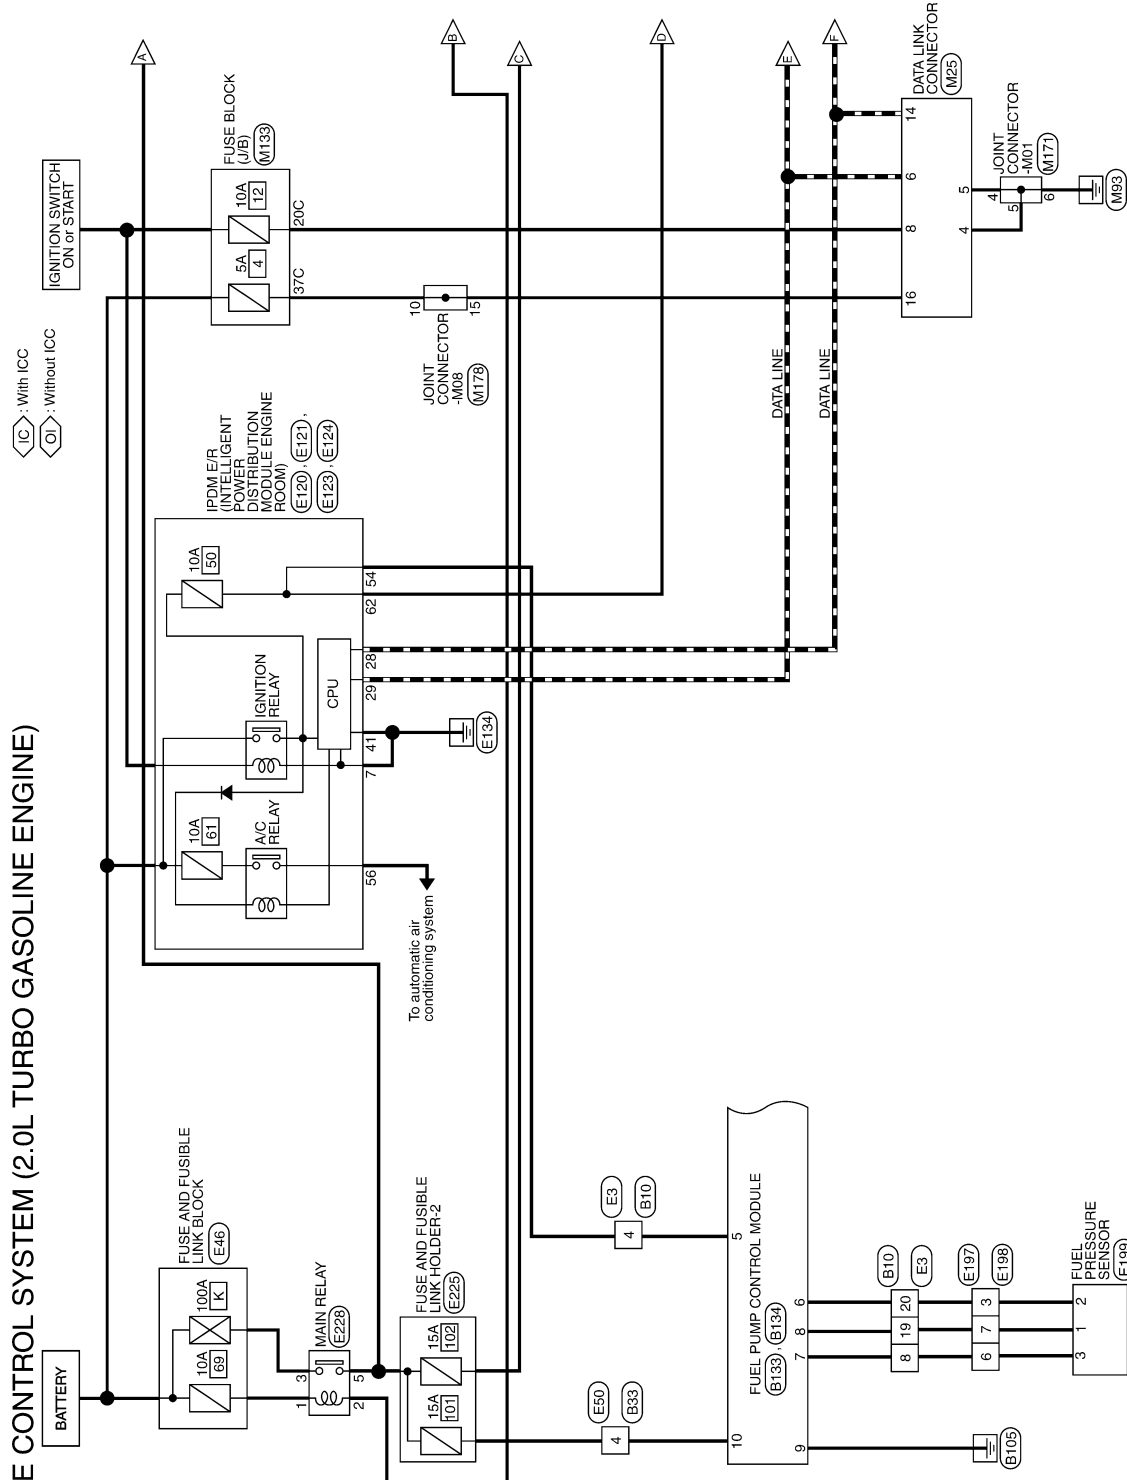 E CONTROL SYSTEM (2.0L TURBO GASOLINE ENGINE)
IC : With ICC
OI : Without ICC
BATTERY
IGNITION SWITCH
ON or START
FUSE AND FUSIBLE
LINK BLOCK
E46
10A
69
100A
K
MAIN RELAY
E228
1
3
2
5
FUSE AND FUSIBLE
LINK HOLDER-2
E225
15A
101
15A
102
IPDM E/R
(INTELLIGENT
POWER
DISTRIBUTION
MODULE ENGINE
ROOM)
E120 , E121 ,
E123 , E124
10A
61
A/C
RELAY
IGNITION
RELAY
CPU
10A
50
56
7
41
29
28
62
54
To automatic air
conditioning system
E134
FUSE BLOCK
(J/B)
M133
5A
4
10A
12
37C
20C
JOINT
CONNECTOR
-M08
M178
10
15
A
B
C
D
E
F
DATA LINE
DATA LINE
DATA LINK
CONNECTOR
M25
16
8
6
14
4
5
JOINT
CONNECTOR
-M01
M171
4
5
6
M93
E50
B33
4
E3
B10
4
FUEL PUMP CONTROL MODULE
B133 , B134
10
5
9
7
8
6
B105
B10
E3
8
19
20
E197
E198
6
7
3
FUEL
PRESSURE
SENSOR
E199
3
1
2